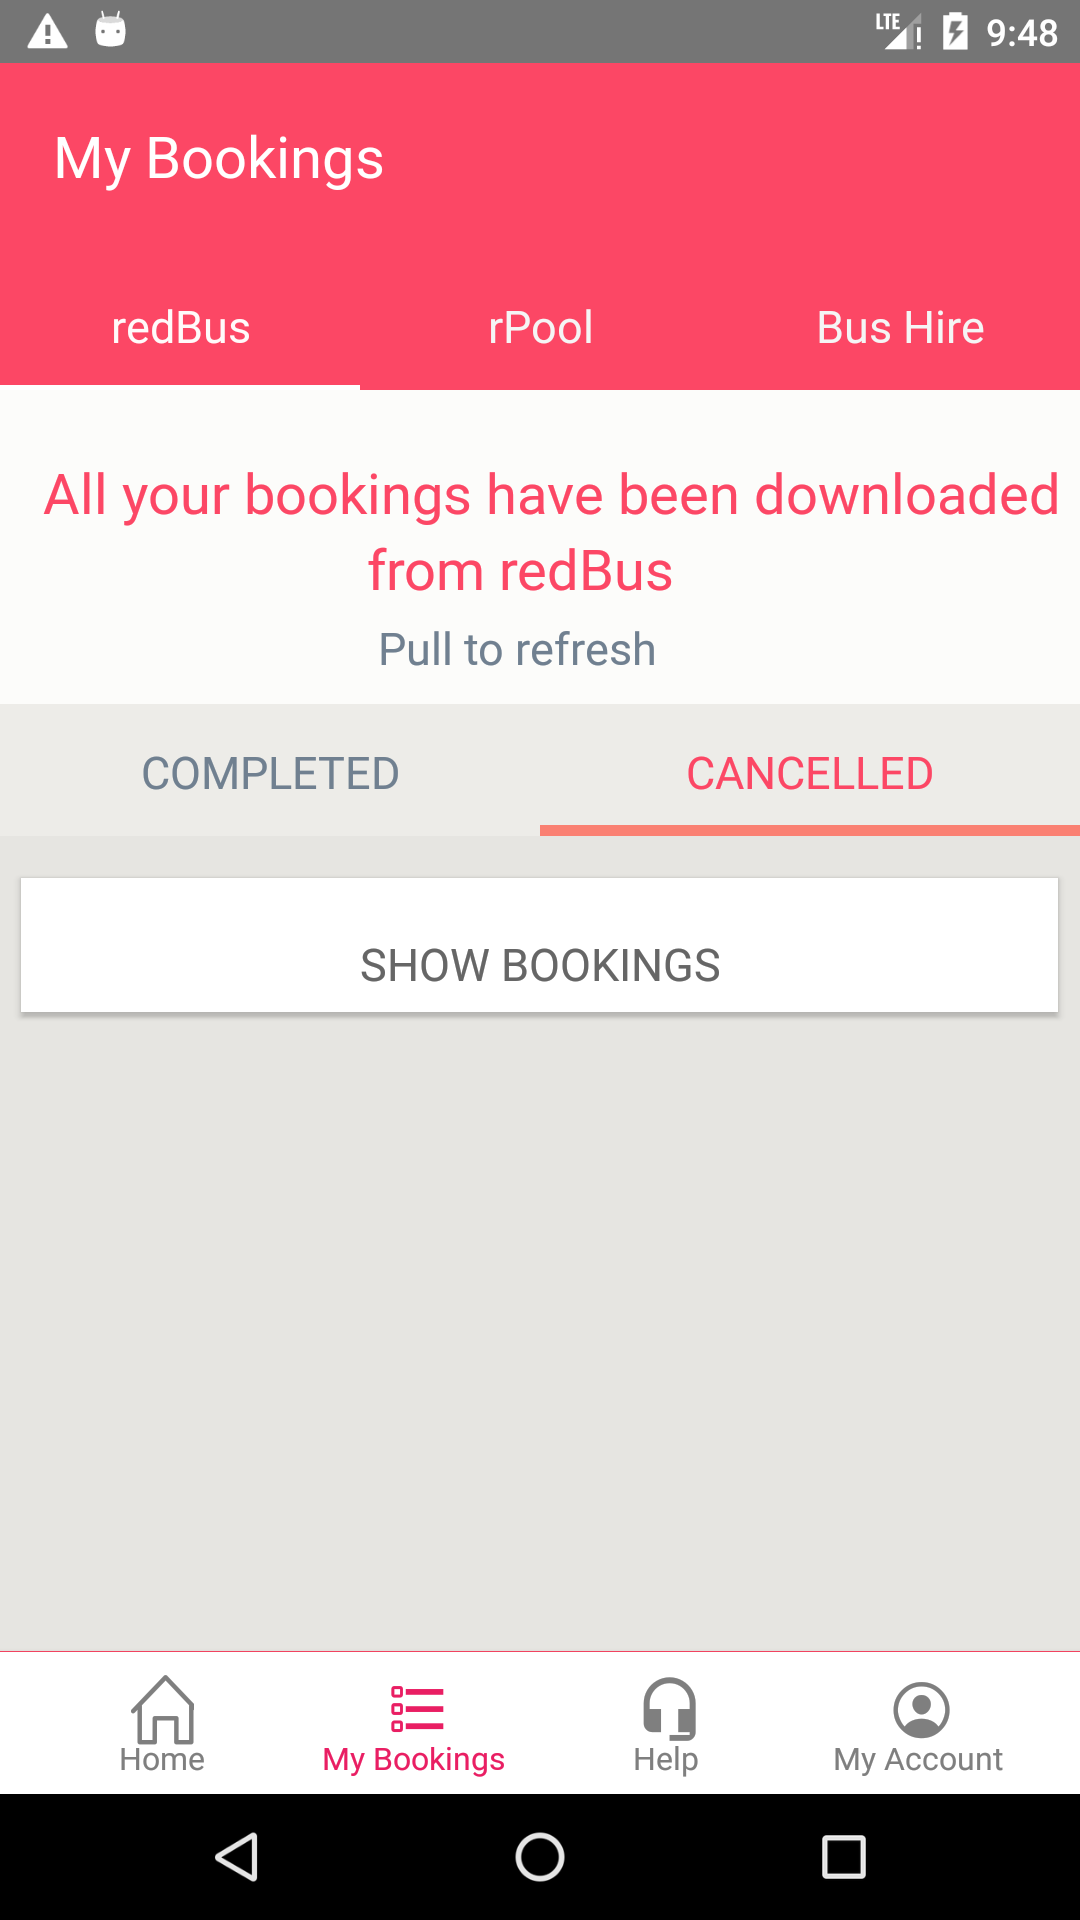 LTE 9:48
My Bookings
redBus rPool Bus Hire
All your bookings have been downloaded
from redBus
Pull to refresh
COMPLETED CANCELLED
SHOW BOOKINGS
Home My Bookings Help My Account